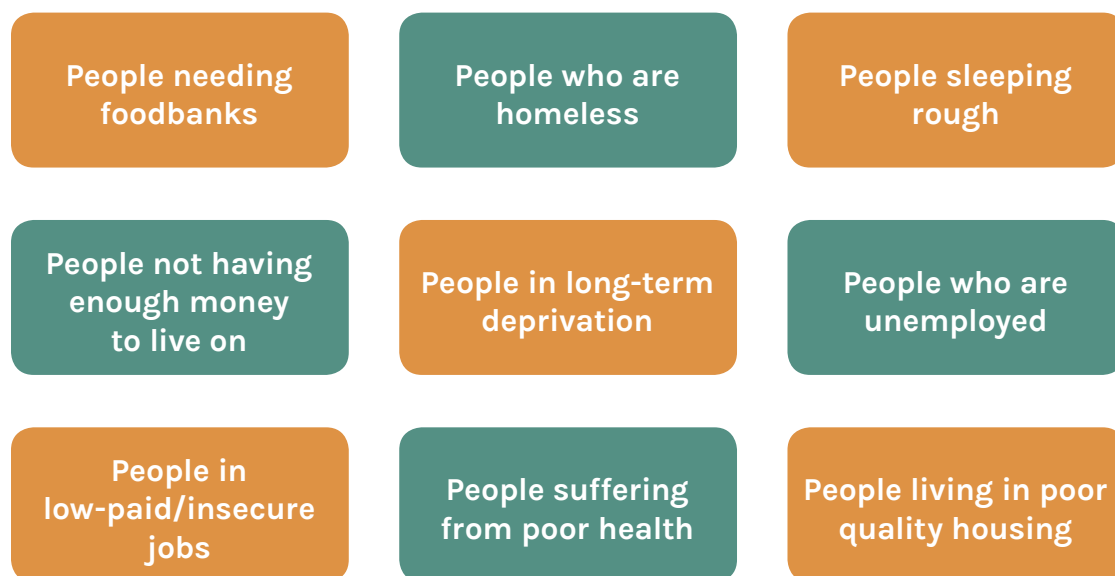 People needing
foodbanks
People who are
homeless
People sleeping
rough
People not having
enough money
to live on
People in long-term
deprivation
People who are
unemployed
People in
low-paid/insecure
jobs
People suffering
from poor health
People living in poor
quality housing